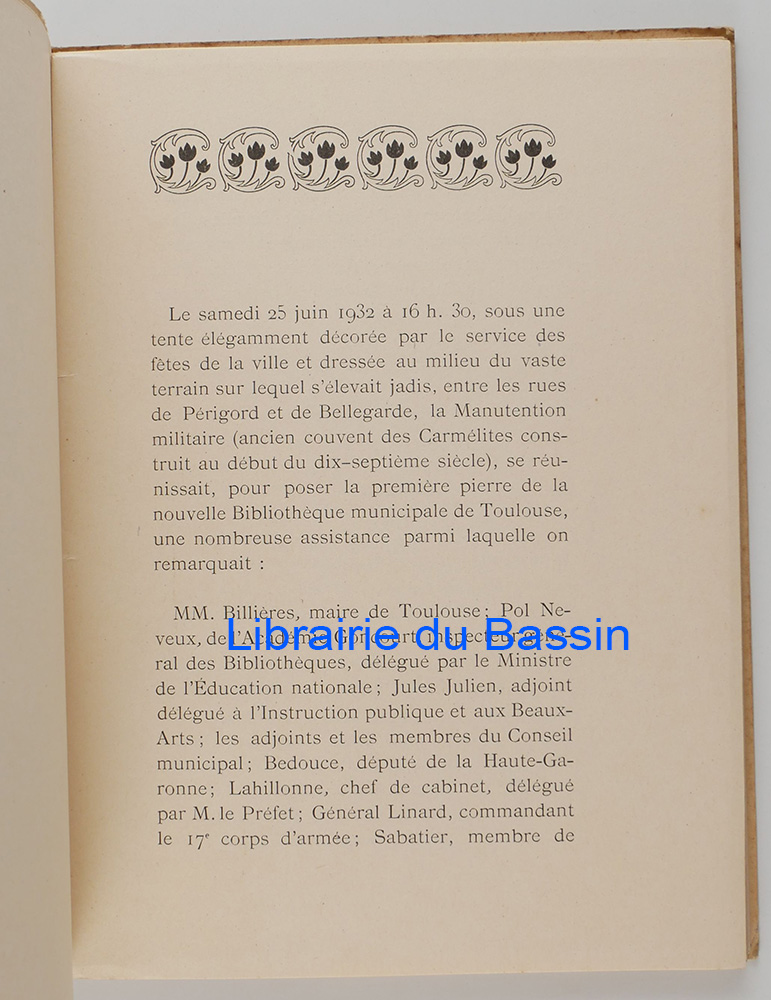 Le samedi 25 juin 1932 à 16 h. 30, sous une
tente élégamment décorée par le service des
fêtes de la ville et dressée au milieu du vaste
terrain sur lequel s'élevait jadis, entre les rues
de Périgord et de Bellegarde, la Manutention
militaire (ancien couvent des Carmélites cons-
truit au début du dix-septième siècle), se réu-
nissait, pour poser la première pierre de la
nouvelle Bibliothèque municipale de Toulouse,
une nombreuse assistance parmi laquelle on
remarquait :
MM. Billières, maire de Toulouse ; Pol Ne-
veux, de l'Académie Goncourt, inspecteur géné-
Librairie du Bassin
ral des Bibliothèques, délégué par le Ministre
de l'Éducation nationale ; Jules Julien, adjoint
délégué à l'Instruction publique et aux Beaux-
Arts ; les adjoints et les membres du Conseil
municipal ; Bedouce, député de la Haute-Ga-
ronne ; Lahillonne, chef de cabinet, délégué
par M. le Préfet ; Général Linard, commandant
le 17e corps d'armée ; Sabatier, membre de